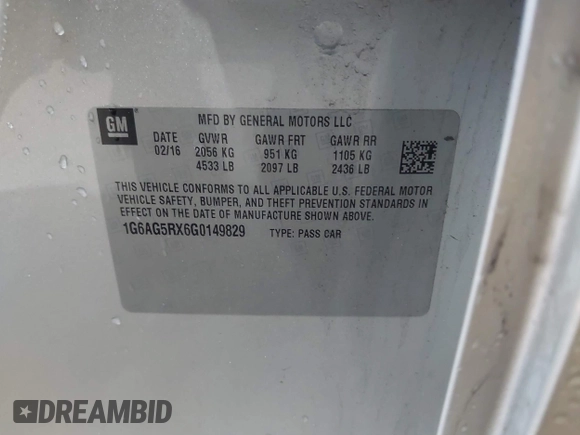 GM
MFD BY GENERAL MOTORS LLC
DATE GVWR GAWR FRT GAWR RR
02/16 2056 KG 951 KG 1105 KG
4533 LB 2097 LB 2436 LB
THIS VEHICLE CONFORMS TO ALL APPLICABLE U.S. FEDERAL MOTOR
VEHICLE SAFETY, BUMPER, AND THEFT PREVENTION STANDARDS IN
EFFECT ON THE DATE OF MANUFACTURE SHOWN ABOVE.
1G6AG5RX6G0149829 TYPE: PASS CAR
DREAMBID